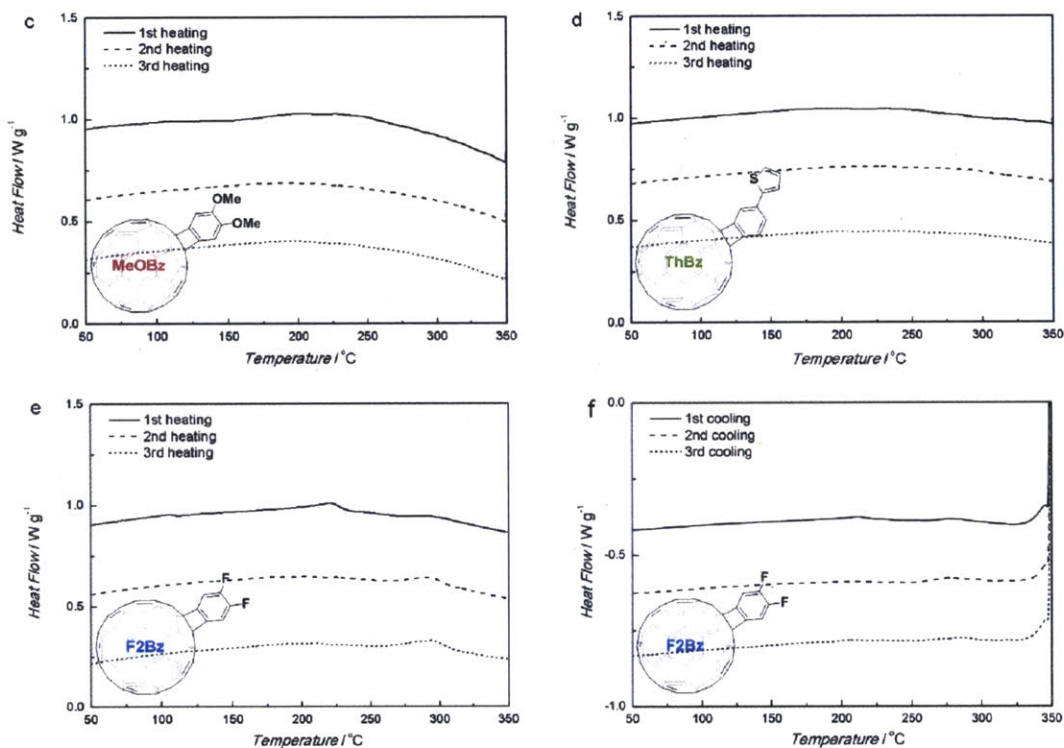 c
1.5
1st heating
2nd heating
3rd heating
Heat Flow / W g⁻¹
1.0
0.5
0.0
OMe
OMe
MeOBz
50 100 150 200 250 300 350
Temperature / °C
d
1.5
1st heating
2nd heating
3rd heating
Heat Flow / W g⁻¹
1.0
0.5
0.0
S
ThBz
50 100 150 200 250 300 350
Temperature / °C
e
1.5
1st heating
2nd heating
3rd heating
Heat Flow / W g⁻¹
1.0
0.5
0.0
F
F
F2Bz
50 100 150 200 250 300 350
Temperature / °C
f
0.0
1st cooling
2nd cooling
3rd cooling
Heat Flow / W g⁻¹
-0.5
-1.0
F
F
F2Bz
50 100 150 200 250 300 350
Temperature / °C